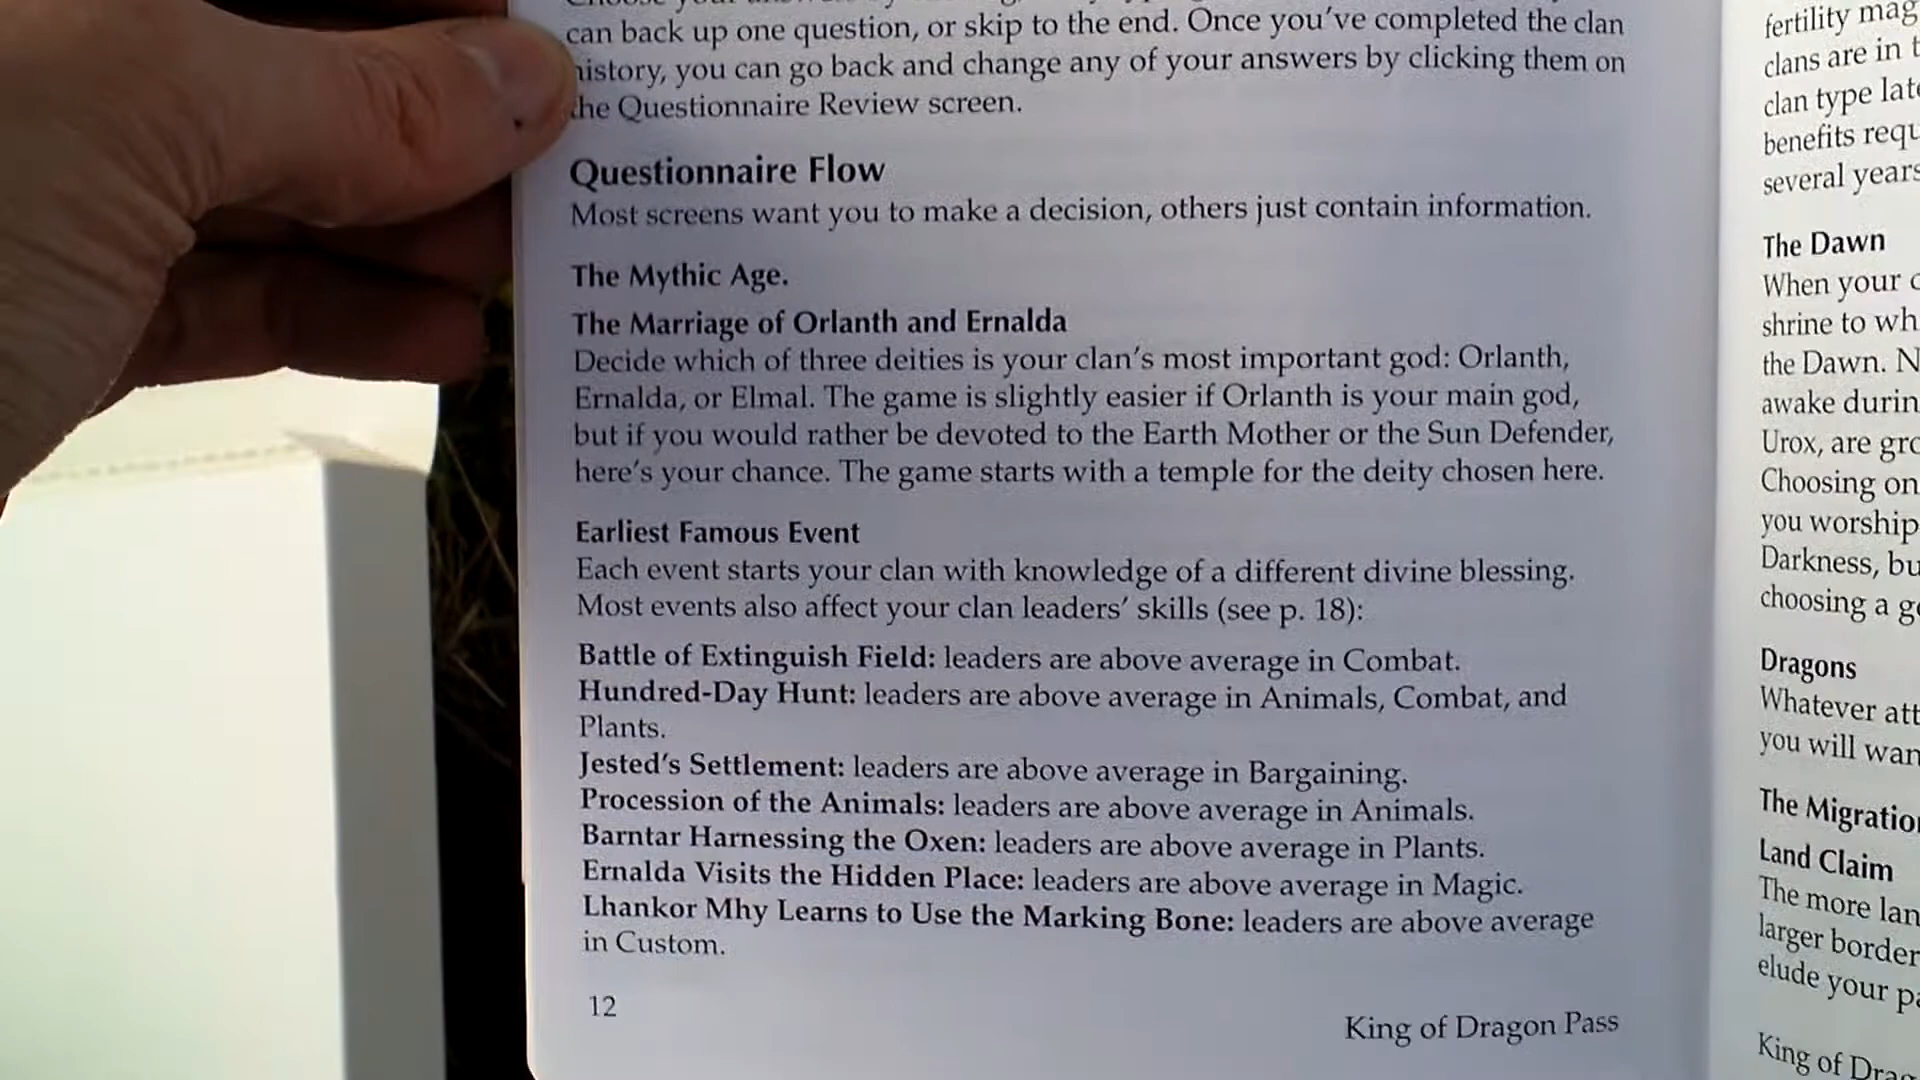 can back up one question, or skip to the end. Once you've completed the clan
history, you can go back and change any of your answers by clicking them on
the Questionnaire Review screen.
Questionnaire Flow
Most screens want you to make a decision, others just contain information.
The Mythic Age.
The Marriage of Orlanth and Ernalda
Decide which of three deities is your clan's most important god: Orlanth,
Ernalda, or Elmal. The game is slightly easier if Orlanth is your main god,
but if you would rather be devoted to the Earth Mother or the Sun Defender,
here's your chance. The game starts with a temple for the deity chosen here.
Earliest Famous Event
Each event starts your clan with knowledge of a different divine blessing.
Most events also affect your clan leaders' skills (see p. 18):
Battle of Extinguish Field: leaders are above average in Combat.
Hundred-Day Hunt: leaders are above average in Animals, Combat, and
Plants.
Jested's Settlement: leaders are above average in Bargaining.
Procession of the Animals: leaders are above average in Animals.
Barntar Harnessing the Oxen: leaders are above average in Plants.
Ernalda Visits the Hidden Place: leaders are above average in Magic.
Lhankor Mhy Learns to Use the Marking Bone: leaders are above average
in Custom.
12
King of Dragon Pass
fertility
clans are in
clan type
benefits
several years
The Dawn
When your
shrine to
the Dawn.
awake
Urox, are
Choosing
you worship
Darkness,
choosing a
Dragons
Whatever
you will
The
Land Claim
The more
larger
elude your
King of